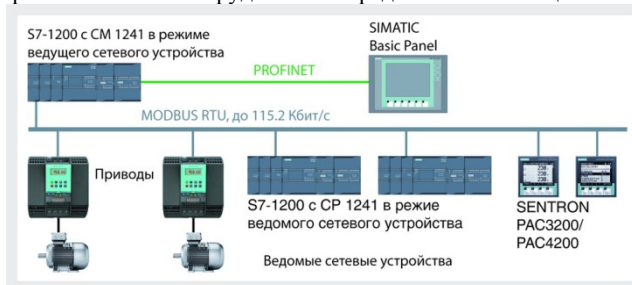 S7-1200 с CM 1241 в режиме
ведущего сетевого устройства
SIMATIC
Basic Panel
PROFINET
MODBUS RTU, до 115.2 Кбит/с
Приводы
S7-1200 с CP 1241 в режие
ведомого сетевого устройства
SENTRON
PAC3200/
PAC4200
Ведомые сетевые устройства